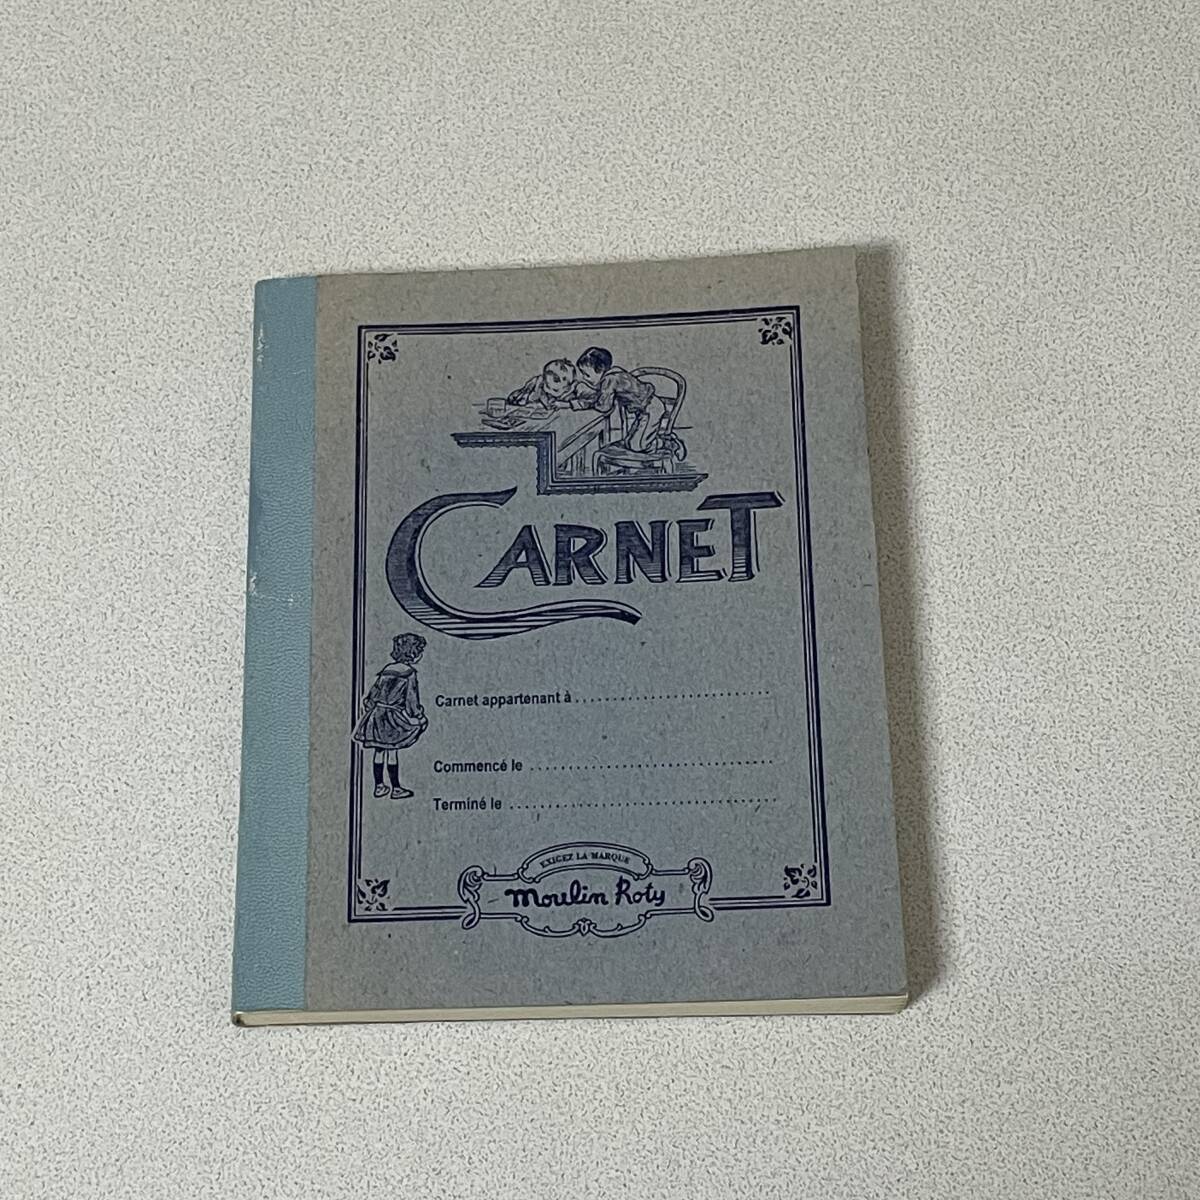 CARNET
Carnet appartenant à ..............................
Commencé le ......................................
Terminé le .........................................
EXIGEZ LA MARQUE
Moulin Roty